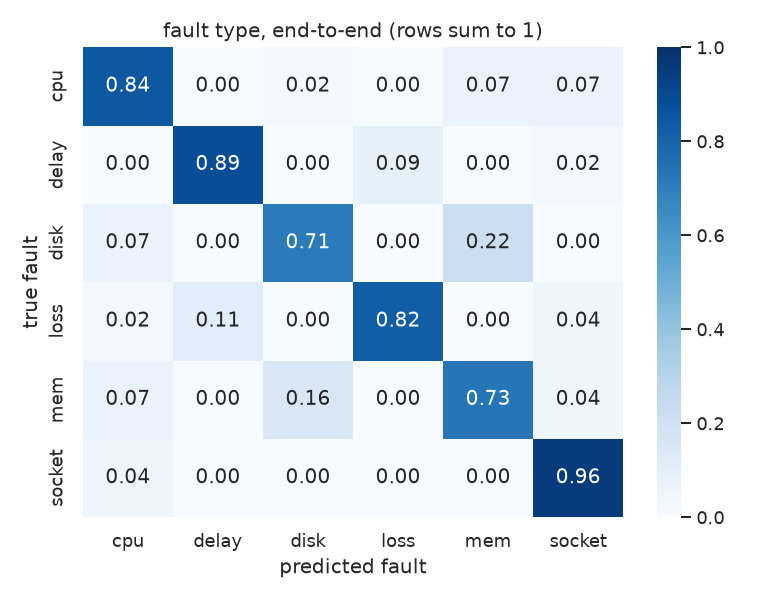 fault type, end-to-end (rows sum to 1)
cpu 0.84 0.00 0.02 0.00 0.07 0.07
delay 0.00 0.89 0.00 0.09 0.00 0.02
disk 0.07 0.00 0.71 0.00 0.22 0.00
loss 0.02 0.11 0.00 0.82 0.00 0.04
mem 0.07 0.00 0.16 0.00 0.73 0.04
socket 0.04 0.00 0.00 0.00 0.00 0.96
true fault
cpu delay disk loss mem socket
predicted fault
1.0
0.8
0.6
0.4
0.2
0.0